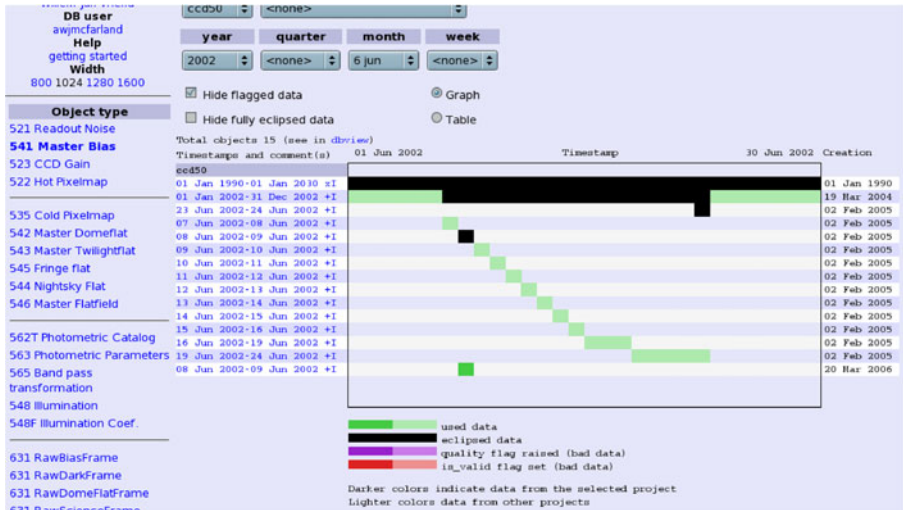 DB user
awjmcfarland
Help
getting started
Width
800 1024 1280 1600
Object type
521 Readout Noise
541 Master Bias
523 CCD Gain
522 Hot Pixelmap
535 Cold Pixelmap
542 Master Domeflat
543 Master Twilightflat
545 Fringe flat
544 Nightsky Flat
546 Master Flatfield
562T Photometric Catalog
563 Photometric Parameters
565 Band pass
transformation
548 Illumination
548F Illumination Coef.
631 RawBiasFrame
631 RawDarkFrame
631 RawDomeFlatFrame
631 RawScienceFrame
ccd50 <none>
year quarter month week
2002 <none> 6 jun <none>
Hide flagged data Graph
Hide fully eclipsed data Table
Total objects 15 (see in dbview)
Timestamps and comment(s) 01 Jun 2002 Timestamp 30 Jun 2002 Creation
ccd50
01 Jan 1990-01 Jan 2030 ±I 01 Jan 1990
01 Jan 2002-31 Dec 2002 +I 19 Mar 2004
23 Jun 2002-24 Jun 2002 +I 02 Feb 2005
07 Jun 2002-08 Jun 2002 +I 02 Feb 2005
08 Jun 2002-09 Jun 2002 +I 02 Feb 2005
09 Jun 2002-10 Jun 2002 +I 02 Feb 2005
10 Jun 2002-11 Jun 2002 +I 02 Feb 2005
11 Jun 2002-12 Jun 2002 +I 02 Feb 2005
12 Jun 2002-13 Jun 2002 +I 02 Feb 2005
13 Jun 2002-14 Jun 2002 +I 02 Feb 2005
14 Jun 2002-15 Jun 2002 +I 02 Feb 2005
15 Jun 2002-16 Jun 2002 +I 02 Feb 2005
16 Jun 2002-19 Jun 2002 +I 02 Feb 2005
19 Jun 2002-24 Jun 2002 +I 02 Feb 2005
08 Jun 2002-09 Jun 2002 +I 20 Mar 2006
used data
eclipsed data
quality flag raised (bad data)
is_valid flag set (bad data)
Darker colors indicate data from the selected project
Lighter colors data from other projects